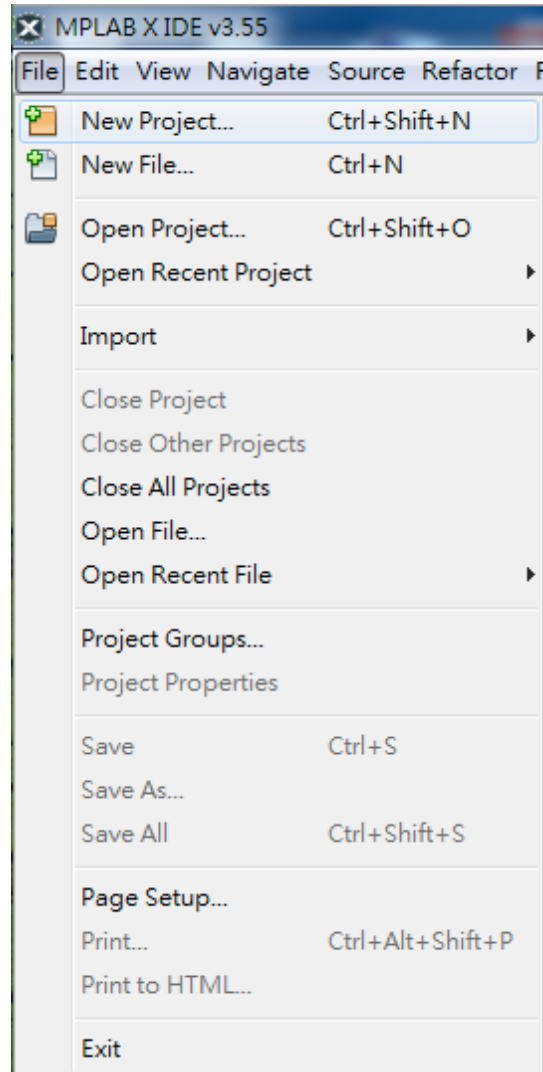 MPLAB X IDE v3.55
File Edit View Navigate Source Refactor
New Project... Ctrl+Shift+N
New File... Ctrl+N
Open Project... Ctrl+Shift+O
Open Recent Project
Import
Close Project
Close Other Projects
Close All Projects
Open File...
Open Recent File
Project Groups...
Project Properties
Save Ctrl+S
Save As...
Save All Ctrl+Shift+S
Page Setup...
Print... Ctrl+Alt+Shift+P
Print to HTML...
Exit